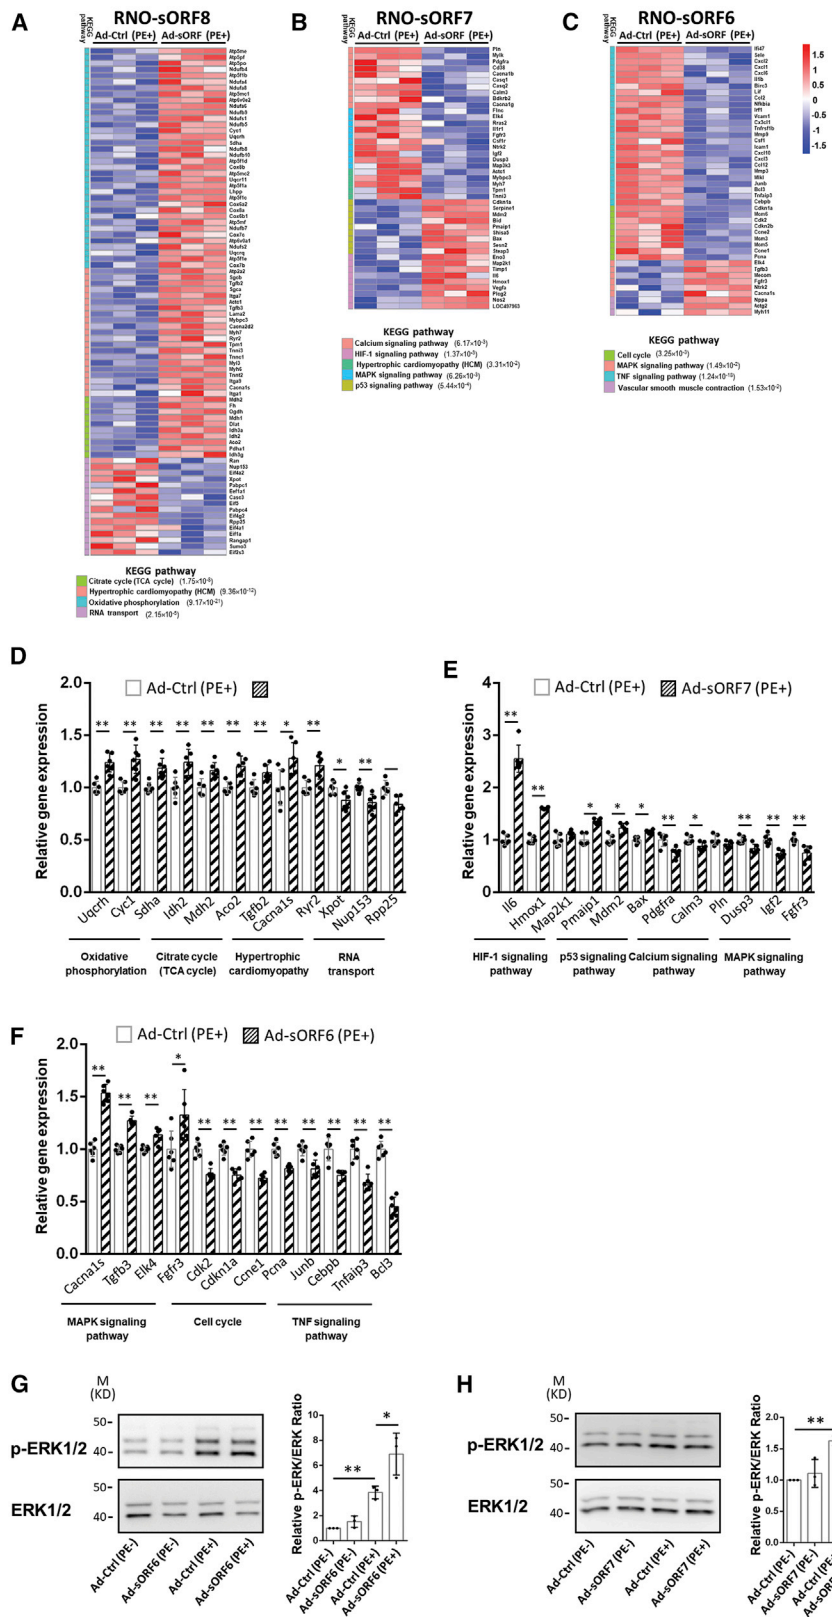 A
RNO-sORF8
KEGG pathway
Ad-Ctrl (PE+) Ad-sORF (PE+)
Atp5me
Atp5pf
Atp5po
Ndufb4
Atp5pb
Ndufa4
Ndufa8
Atp5mc1
Atp6v0e2
Ndufa6
Ndufb3
Ndufs1
Ndufb5
Cyc1
Uqcrh
Sdha
Ndufb8
Ndufb10
Atp5f1d
Cox6b
Atp5mc2
Uqcr11
Atp5f1a
Lhpp
Atp5f1c
Cox6a2
Cox8a
Cox6b1
Atp5mf
Ndufb7
Cox7c
Atp6v0a1
Ndufs2
Uqcrq
Atp5f1e
Cox7b
Atp2a2
Sgcb
Tgfb2
Sgca
Itga7
Actc1
Tgfb3
Lama2
Mybpc3
Cacna2d2
Myh7
Ryr2
Tpm1
Tnni3
Tnnc1
Myl3
Myh6
Tnnt2
Itga9
Cacna1s
Itga1
Mdh2
Fh
Ogdh
Mdh1
Dlat
Idh3a
Idh2
Aco2
Pdha1
Idh3g
Ran
Nup153
Eif4a2
Xpot
Pabpc1
Eef1a1
Casc3
Eif5
Pabpc4
Eif4g2
Rpp25
Eif4a1
Eif1a
Rangap1
Sumo3
Eif2s3
KEGG pathway
Citrate cycle (TCA cycle) (1.75×10-8)
Hypertrophic cardiomyopathy (HCM) (9.36×10-12)
Oxidative phosphorylation (9.17×10-21)
RNA transport (2.15×10-5)
B
RNO-sORF7
KEGG pathway
Ad-Ctrl (PE+) Ad-sORF (PE+)
Pln
Mylk
Pdgfra
Cd38
Cacna1b
Casq1
Casq2
Calm3
Bdkrb2
Cacna1g
Flnc
Elk4
Rras2
Il1r1
Fgfr3
Csf1r
Ntrk2
Igf2
Dusp3
Map3k3
Actc1
Mybpc3
Myh7
Tpm1
Tnni3
Cdkn1a
Serpine1
Mdm2
Bid
Pmaip1
Shisa5
Bax
Sesn2
Steap3
Eno3
Map2k1
Timp1
Il6
Hmox1
Vegfa
Plcg2
Nos2
LOC497963
KEGG pathway
Calcium signaling pathway (6.17×10-3)
HIF-1 signaling pathway (1.37×10-3)
Hypertrophic cardiomyopathy (HCM) (3.31×10-2)
MAPK signaling pathway (6.26×10-3)
p53 signaling pathway (5.44×10-4)
C
RNO-sORF6
KEGG pathway
Ad-Ctrl (PE+) Ad-sORF (PE+)
Ifi47
Sele
Cxcl2
Cxcl1
Cxcl6
Il1b
Birc3
Lif
Ccl2
Nfkbia
Irf1
Vcam1
Cx3cl1
Tnfrsf1b
Mmp9
Csf1
Icam1
Cxcl10
Cxcl3
Ccl12
Mmp3
Mlkl
Junb
Bcl3
Tnfaip3
Cebpb
Cdkn1a
Mcm6
Cdk2
Cdkn2b
Ccne2
Mcm3
Mcm5
Ccne1
Pcna
Elk4
Tgfb3
Mecom
Fgfr3
Ntrk2
Cacna1s
Nppa
Actg2
Myh11
1.5
1
0.5
0
-0.5
-1
-1.5
KEGG pathway
Cell cycle (3.25×10-3)
MAPK signaling pathway (1.49×10-2)
TNF signaling pathway (1.24×10-18)
Vascular smooth muscle contraction (1.53×10-2)
D
Ad-Ctrl (PE+)
Relative gene expression
2.0
1.5
1.0
0.5
0.0
** ** ** ** ** ** ** * ** * **
Uqcrh Cyc1 Sdha Idh2 Mdh2 Aco2 Tgfb2 Cacna1s Ryr2 Xpot Nup153 Rpp25
Oxidative phosphorylation
Citrate cycle (TCA cycle)
Hypertrophic cardiomyopathy
RNA transport
E
Ad-Ctrl (PE+) Ad-sORF7 (PE+)
Relative gene expression
4
3
2
1
0
** ** * * * ** * ** ** **
Il6 Hmox1 Map2k1 Pmaip1 Mdm2 Bax Pdgfra Calm3 Pln Dusp3 Igf2 Fgfr3
HIF-1 signaling pathway
p53 signaling pathway
Calcium signaling pathway
MAPK signaling pathway
F
Ad-Ctrl (PE+) Ad-sORF6 (PE+)
Relative gene expression
2.0
1.5
1.0
0.5
0.0
** ** ** * ** ** ** ** ** ** ** **
Cacna1s Tgfb3 Elk4 Fgfr3 Cdk2 Cdkn1a Ccne1 Pcna Junb Cebpb Tnfaip3 Bcl3
MAPK signaling pathway
Cell cycle
TNF signaling pathway
G
M
(KD)
50-
p-ERK1/2
40-
50-
ERK1/2
40-
Ad-Ctrl (PE-) Ad-sORF6 (PE-) Ad-Ctrl (PE+) Ad-sORF6 (PE+)
Relative p-ERK/ERK Ratio
10
8
6
4
2
0
** *
Ad-Ctrl (PE-) Ad-sORF6 (PE-) Ad-Ctrl (PE+) Ad-sORF6 (PE+)
H
M
(KD)
50-
p-ERK1/2
40-
50-
ERK1/2
40-
Ad-Ctrl (PE-) Ad-sORF7 (PE-) Ad-Ctrl (PE+) Ad-sORF7 (PE+)
Relative p-ERK/ERK Ratio
2.0
1.5
1.0
0.5
0.0
**
Ad-Ctrl (PE-) Ad-sORF7 (PE-)